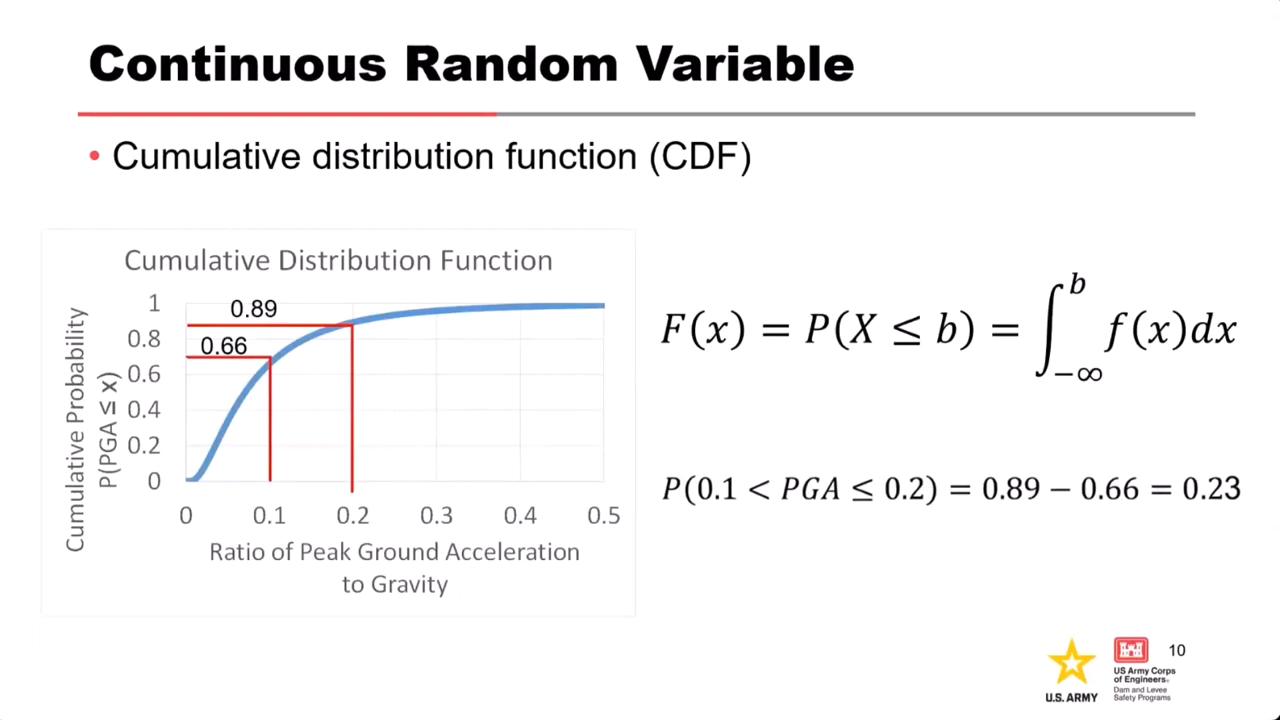 Continuous Random Variable
• Cumulative distribution function (CDF)
Cumulative Distribution Function
Cumulative Probability
P(PGA ≤ x)
1
0.8
0.6
0.4
0.2
0
0.89
0.66
0 0.1 0.2 0.3 0.4 0.5
Ratio of Peak Ground Acceleration
to Gravity
F(x) = P(X ≤ b) = ∫_{−∞}^{b} f(x)dx
P(0.1 < PGA ≤ 0.2) = 0.89 − 0.66 = 0.23
U.S. ARMY
US Army Corps
of Engineers®
Dam and Levee
Safety Programs
10